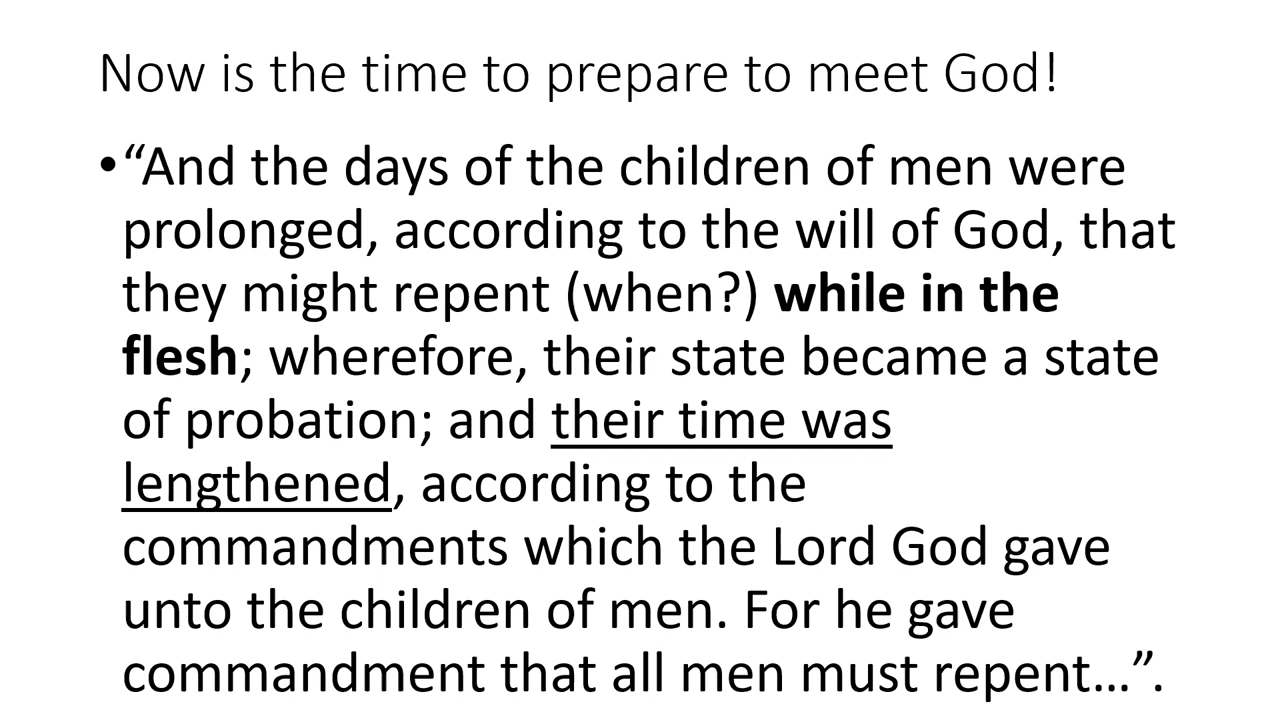 Now is the time to prepare to meet God!
•“And the days of the children of men were
prolonged, according to the will of God, that
they might repent (when?) while in the
flesh; wherefore, their state became a state
of probation; and their time was
lengthened, according to the
commandments which the Lord God gave
unto the children of men. For he gave
commandment that all men must repent…”.